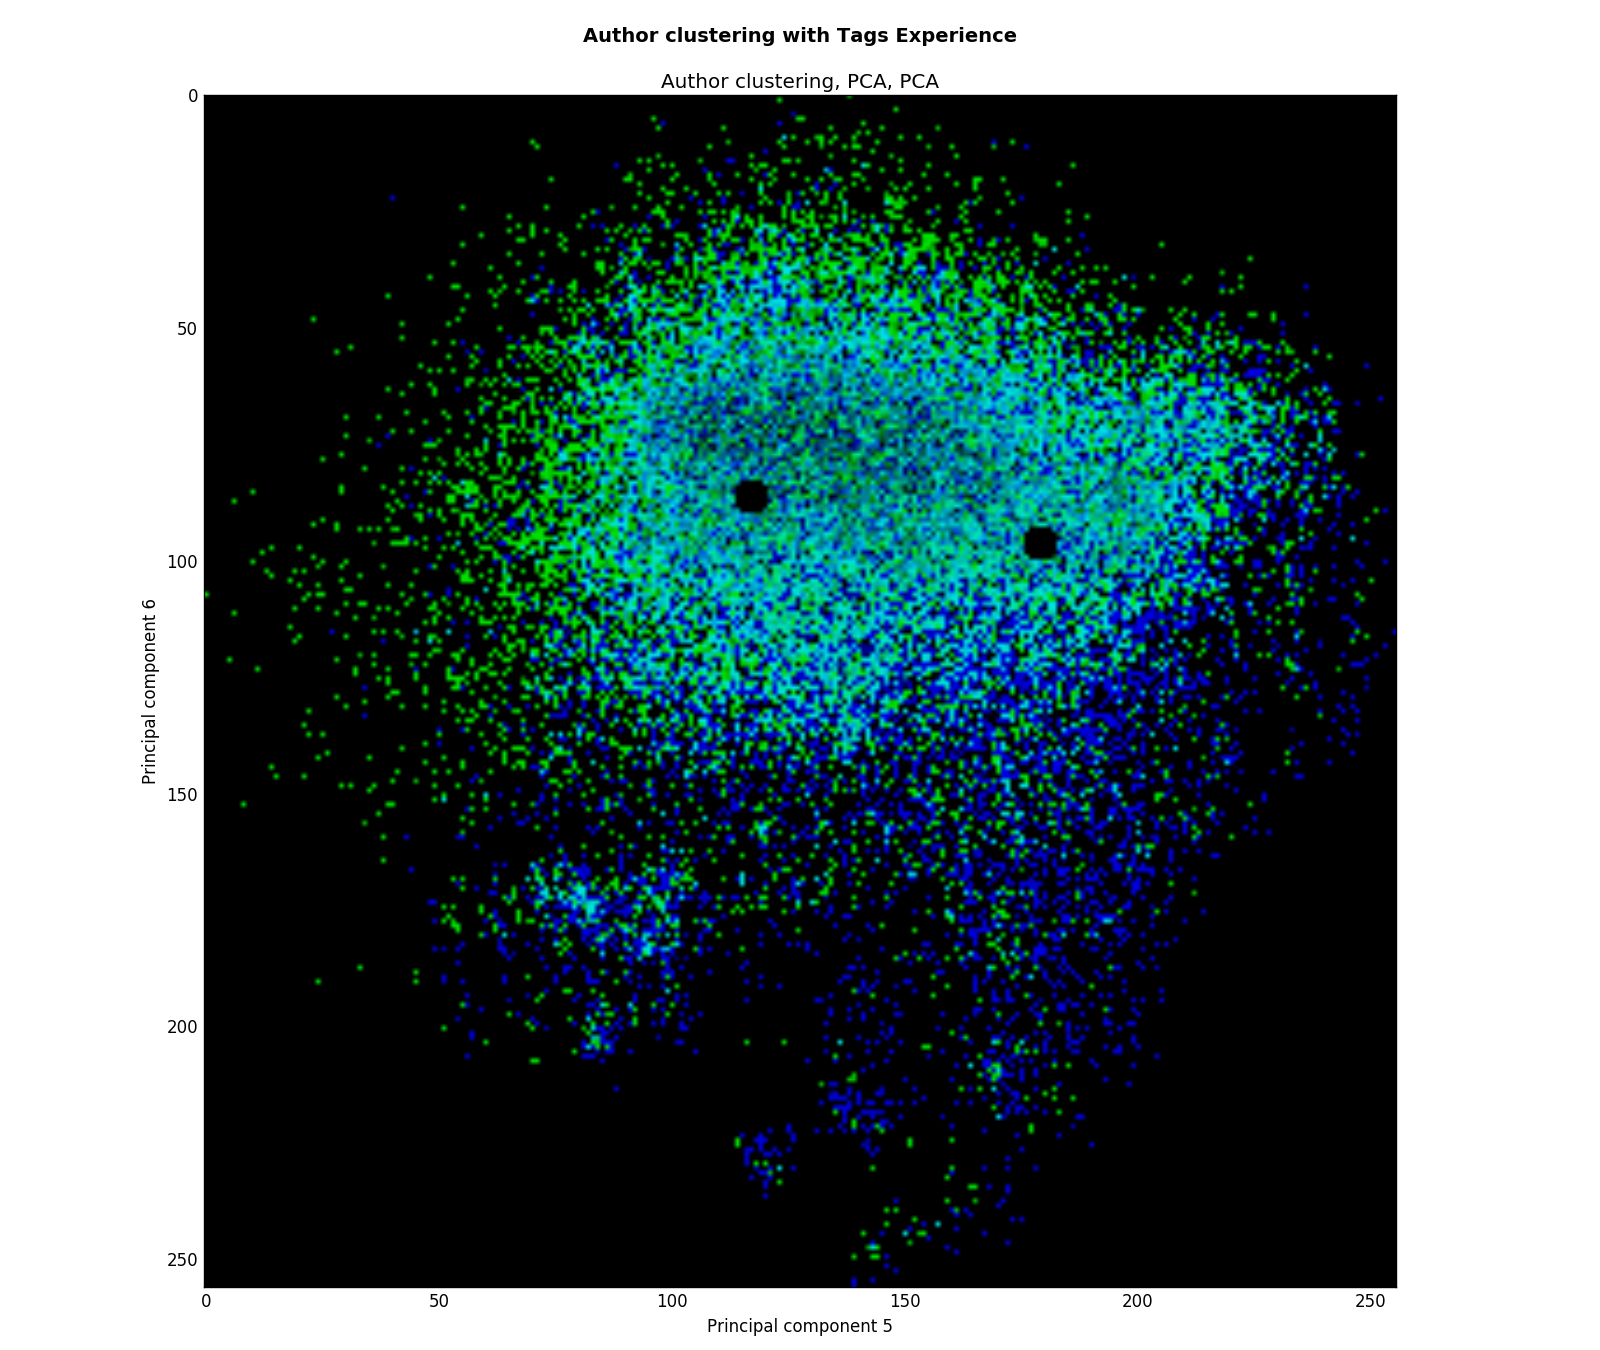 Author clustering with Tags Experience
Author clustering, PCA, PCA
0
50
100
150
200
250
Principal component 6
0 50 100 150 200 250
Principal component 5